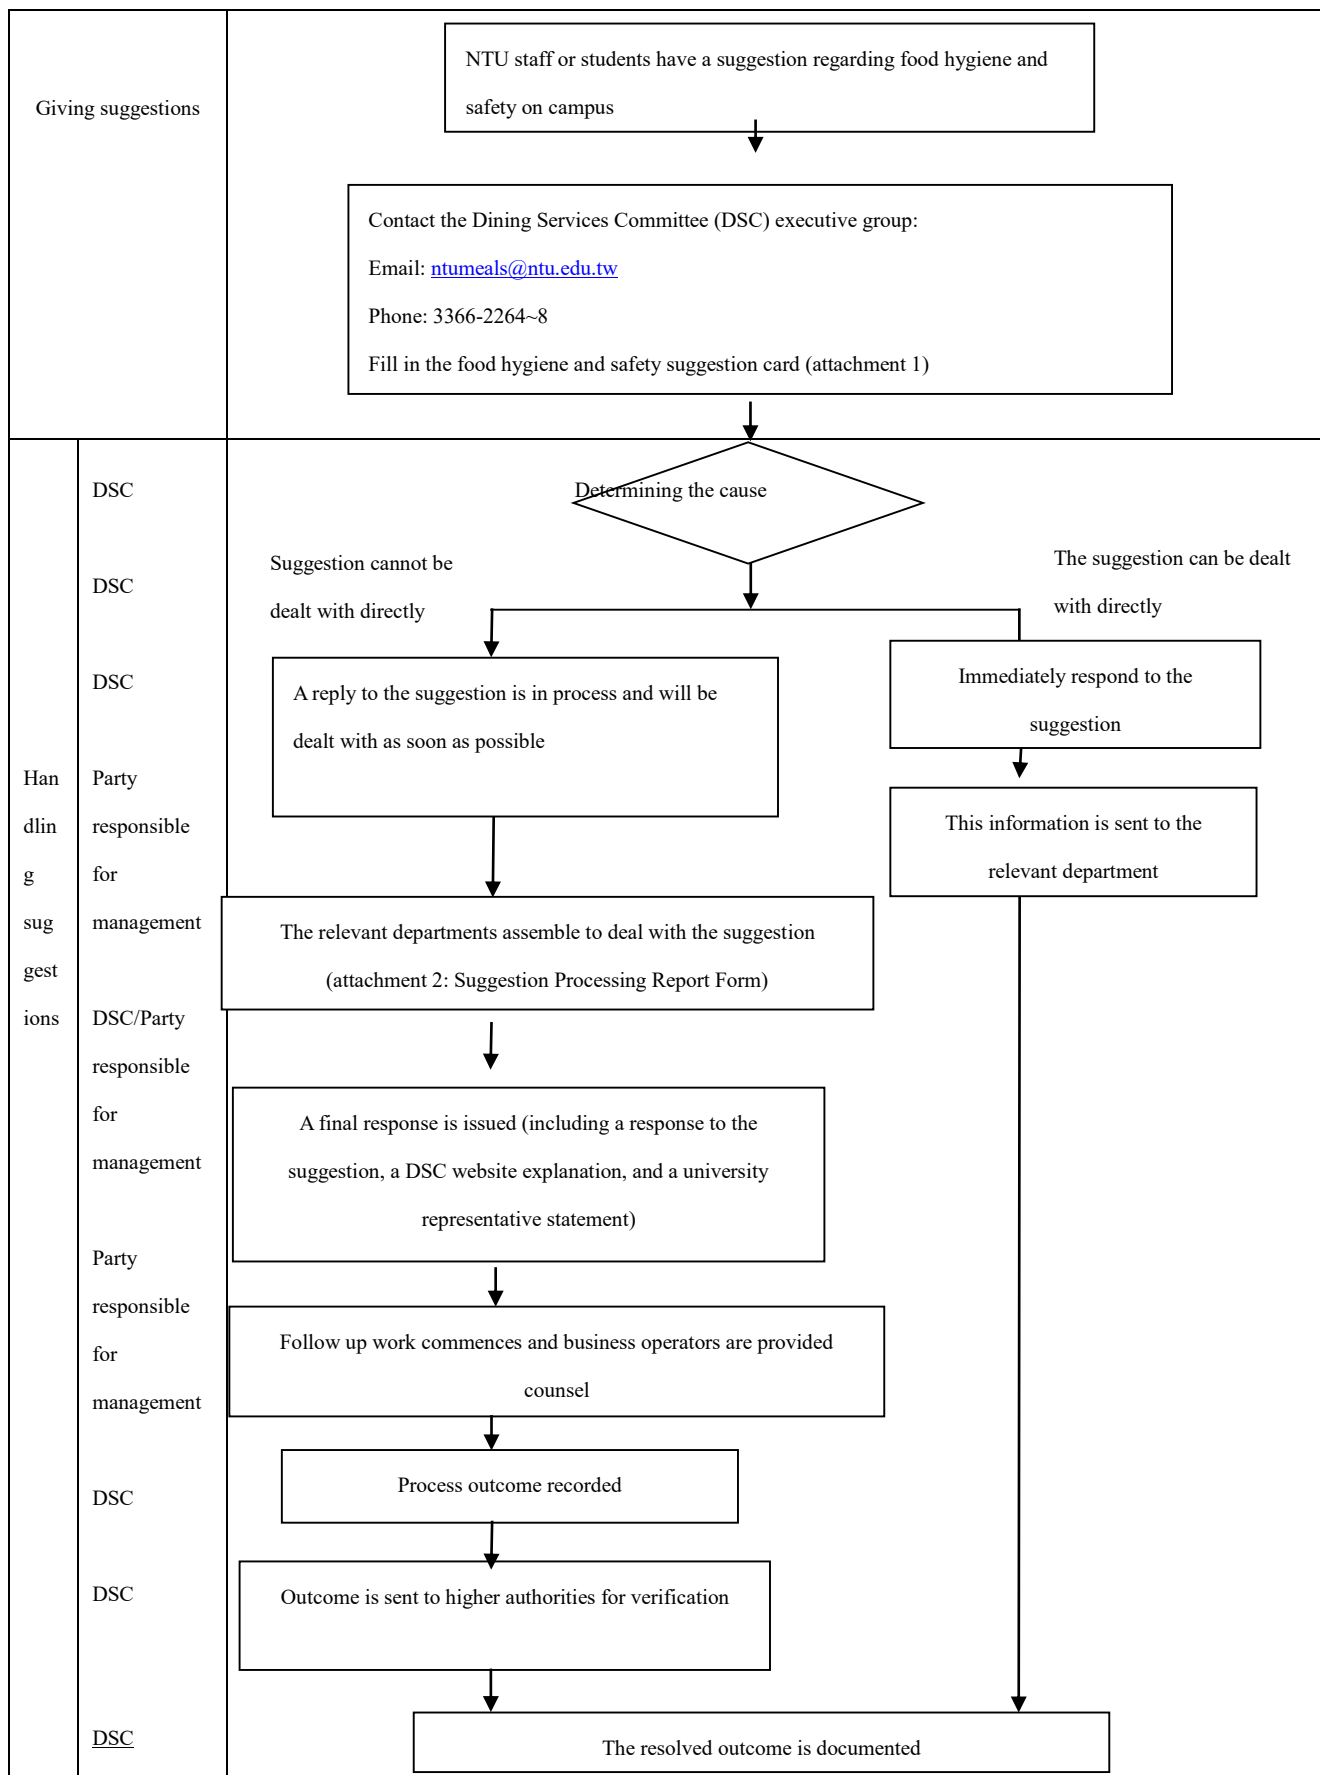 Giving suggestions
NTU staff or students have a suggestion regarding food hygiene and
safety on campus
Contact the Dining Services Committee (DSC) executive group:
Email: ntumeals@ntu.edu.tw
Phone: 3366-2264~8
Fill in the food hygiene and safety suggestion card (attachment 1)
Han
dlin
g
sug
gest
ions
DSC
DSC
DSC
Party
responsible
for
management
DSC/Party
responsible
for
management
Party
responsible
for
management
DSC
DSC
DSC
Determining the cause
Suggestion cannot be
dealt with directly
The suggestion can be dealt
with directly
A reply to the suggestion is in process and will be
dealt with as soon as possible
Immediately respond to the
suggestion
This information is sent to the
relevant department
The relevant departments assemble to deal with the suggestion
(attachment 2: Suggestion Processing Report Form)
A final response is issued (including a response to the
suggestion, a DSC website explanation, and a university
representative statement)
Follow up work commences and business operators are provided
counsel
Process outcome recorded
Outcome is sent to higher authorities for verification
The resolved outcome is documented